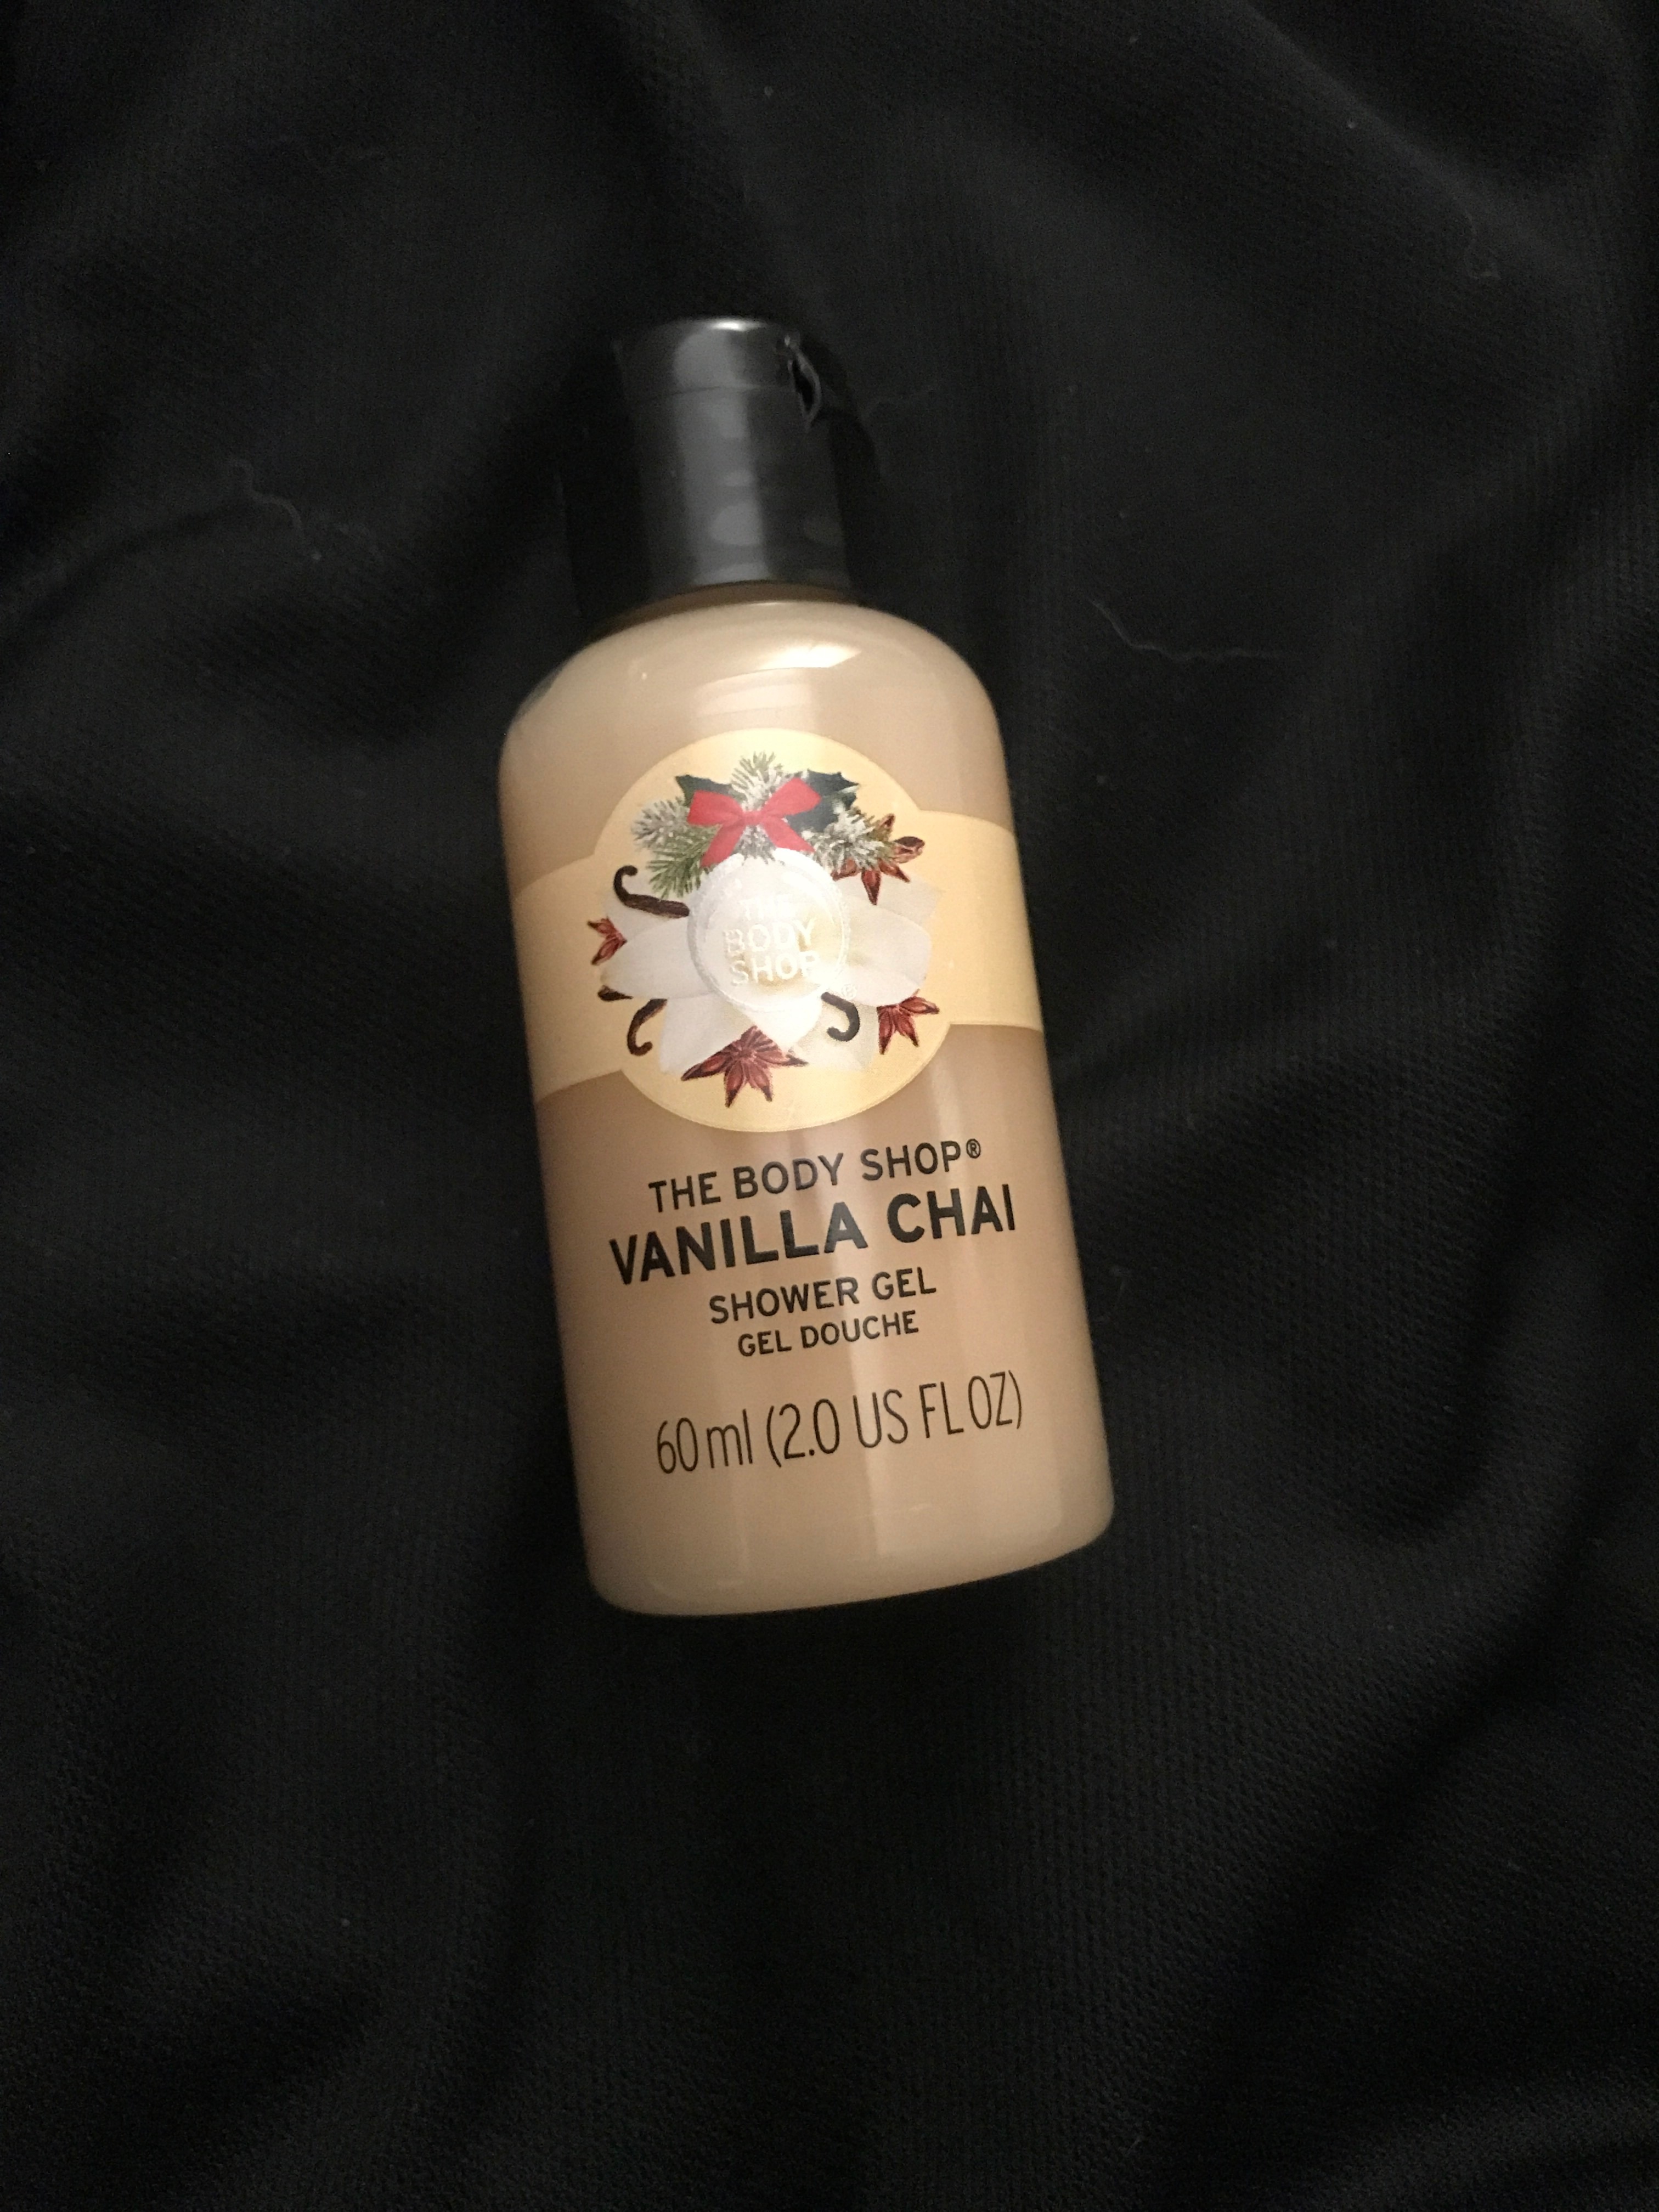 THE
BODY
SHOP®
THE BODY SHOP®
VANILLA CHAI
SHOWER GEL
GEL DOUCHE
60 ml (2.0 US FL OZ)